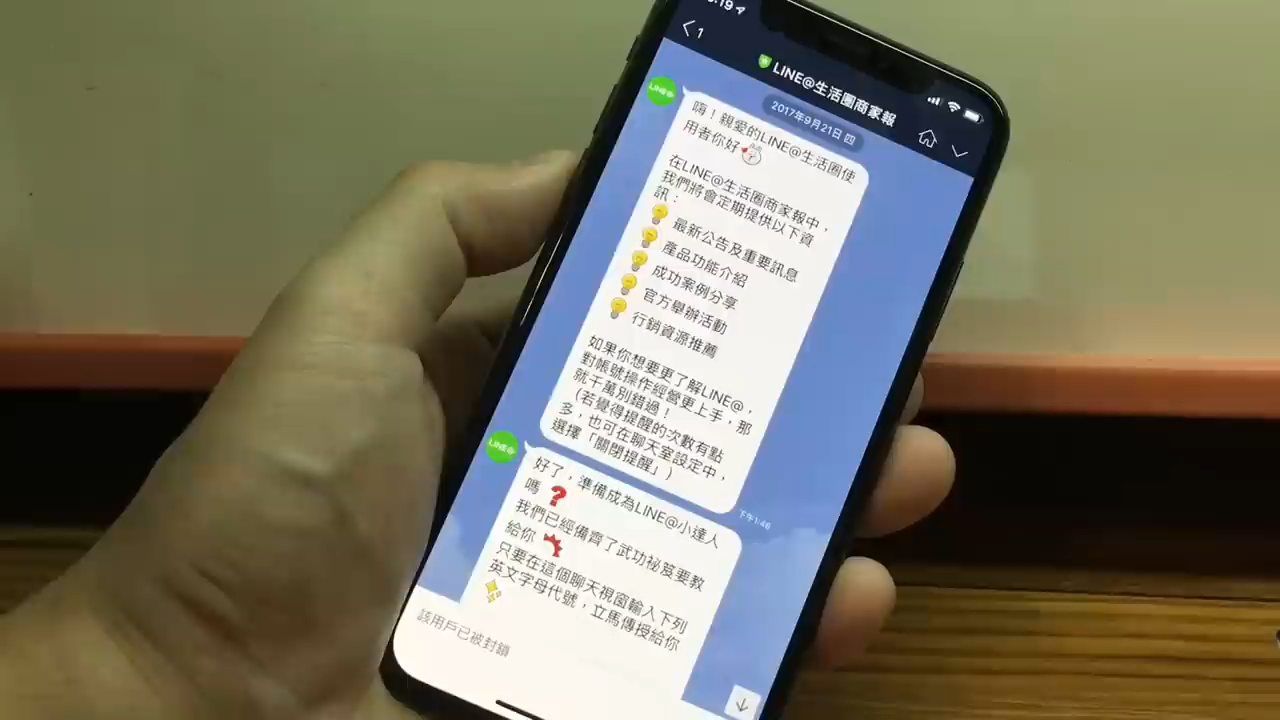 1
LINE@生活圈商家報
2017年9月21日 四
LINE@
嗨！親愛的LINE@生活圈使
用者你好
在LINE@生活圈商家報中，
我們將會定期提供以下資
訊：
最新公告及重要訊息
產品功能介紹
成功案例分享
官方舉辦活動
行銷資源推薦
如果你想要更了解LINE@，
對帳號操作經營更上手，那
就千萬別錯過！
（若覺得提醒的次數有點
多，也可在聊天室設定中，
選擇「關閉提醒」)
下午1:46
LINE@
好了，準備成為LINE@小達人
嗎？
我們已經備齊了武功祕笈要教
給你
只要在這個聊天視窗輸入下列
英文字母代號，立馬傳授給你
該用戶已被封鎖